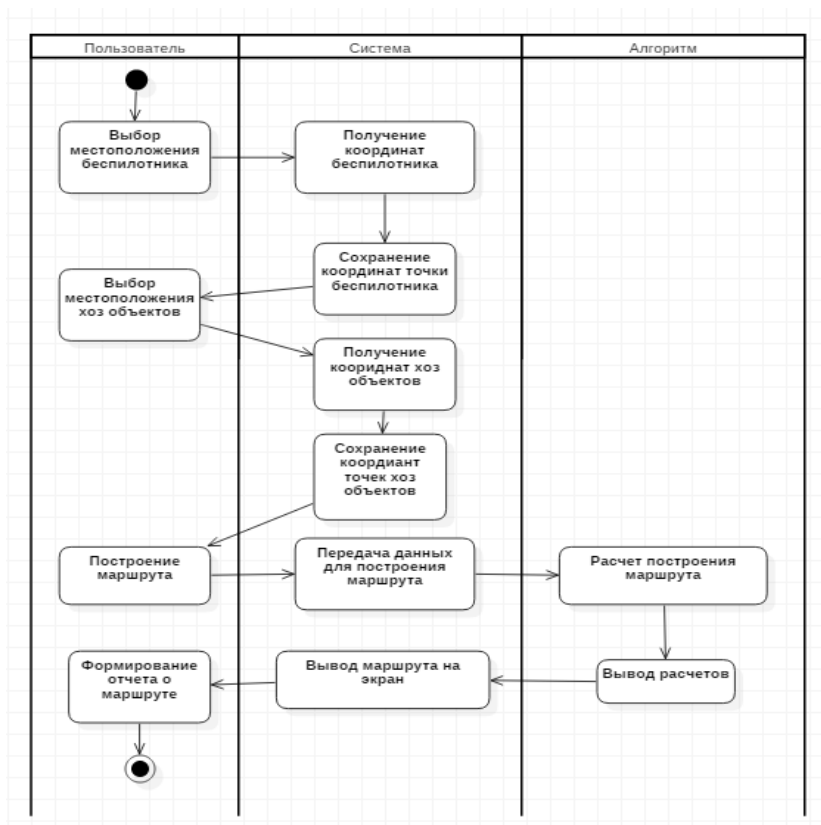 Пользователь
Система
Алгоритм
Выбор
местоположения
беспилотника
Получение
координат
беспилотника
Сохранение
координат точки
беспилотника
Выбор
местоположения
хоз объектов
Получение
коориднат хоз
объектов
Сохранение
коордиант
точек хоз
объектов
Построение
маршрута
Передача данных
для построения
маршрута
Расчет построения
маршрута
Вывод расчетов
Вывод маршрута на
экран
Формирование
отчета о
маршруте